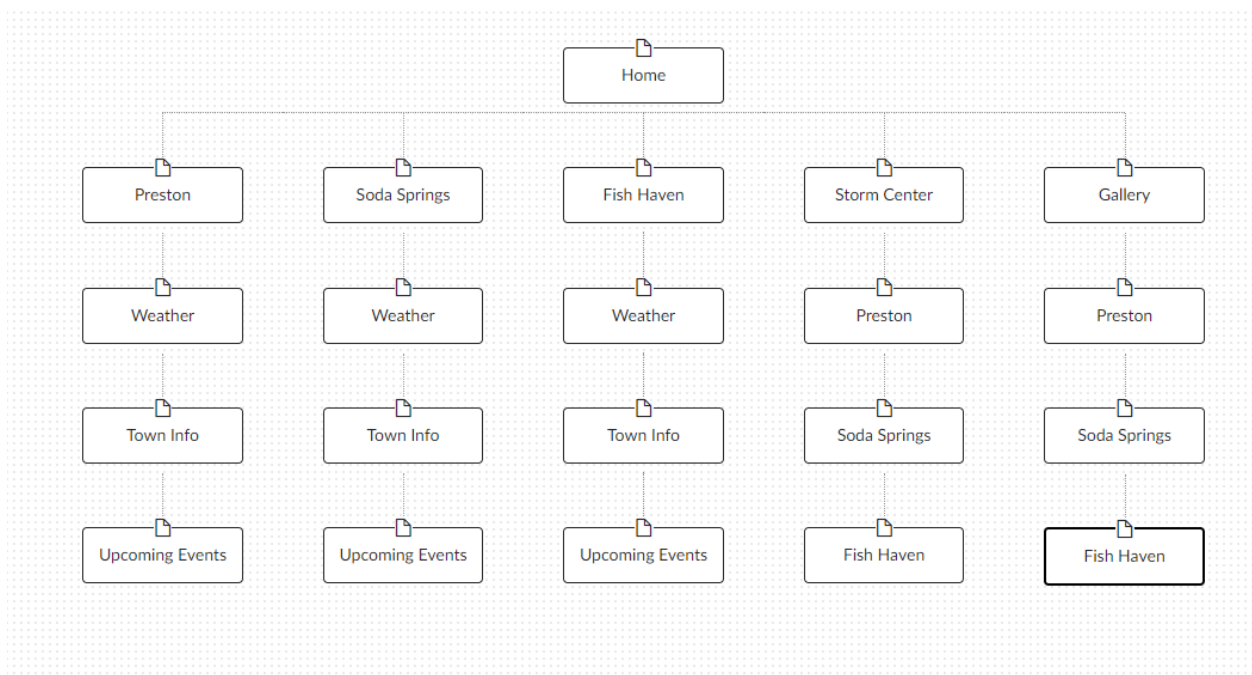 Home
Preston
Soda Springs
Fish Haven
Storm Center
Gallery
Weather
Weather
Weather
Preston
Preston
Town Info
Town Info
Town Info
Soda Springs
Soda Springs
Upcoming Events
Upcoming Events
Upcoming Events
Fish Haven
Fish Haven